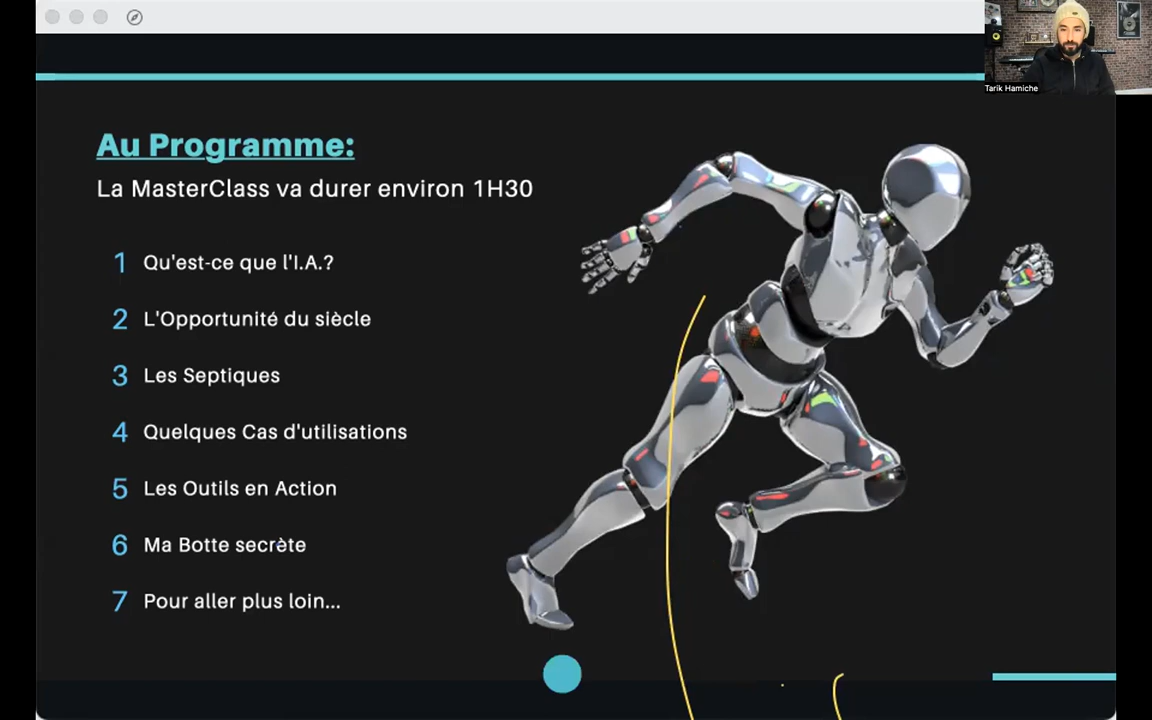 Tarik Hamiche
Au Programme:
La MasterClass va durer environ 1H30
1 Qu'est-ce que l'I.A.?
2 L'Opportunité du siècle
3 Les Septiques
4 Quelques Cas d'utilisations
5 Les Outils en Action
6 Ma Botte secrète
7 Pour aller plus loin...